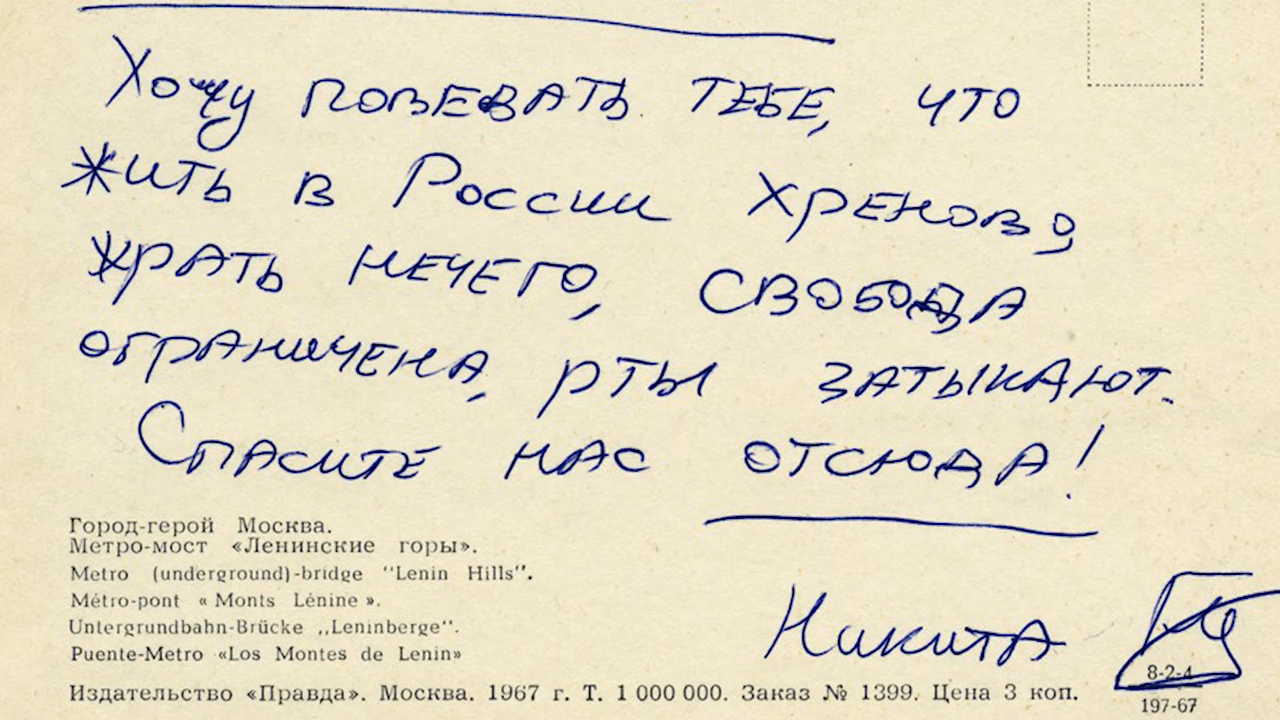 Хочу повевать тебе, что
жить в России хреново,
жрать нечего, свобода
ограничена, рты затыкают.
Спасите нас отсюда!
Город-герой Москва.
Метро-мост «Ленинские горы».
Metro (underground)-bridge "Lenin Hills".
Métro-pont « Monts Lénine ».
Untergrundbahn-Brücke „Leninberge".
Puente-Metro «Los Montes de Lenin»
Никита
8-2-4
Издательство «Правда». Москва. 1967 г. Т. 1 000 000. Заказ № 1399. Цена 3 коп.
197-67